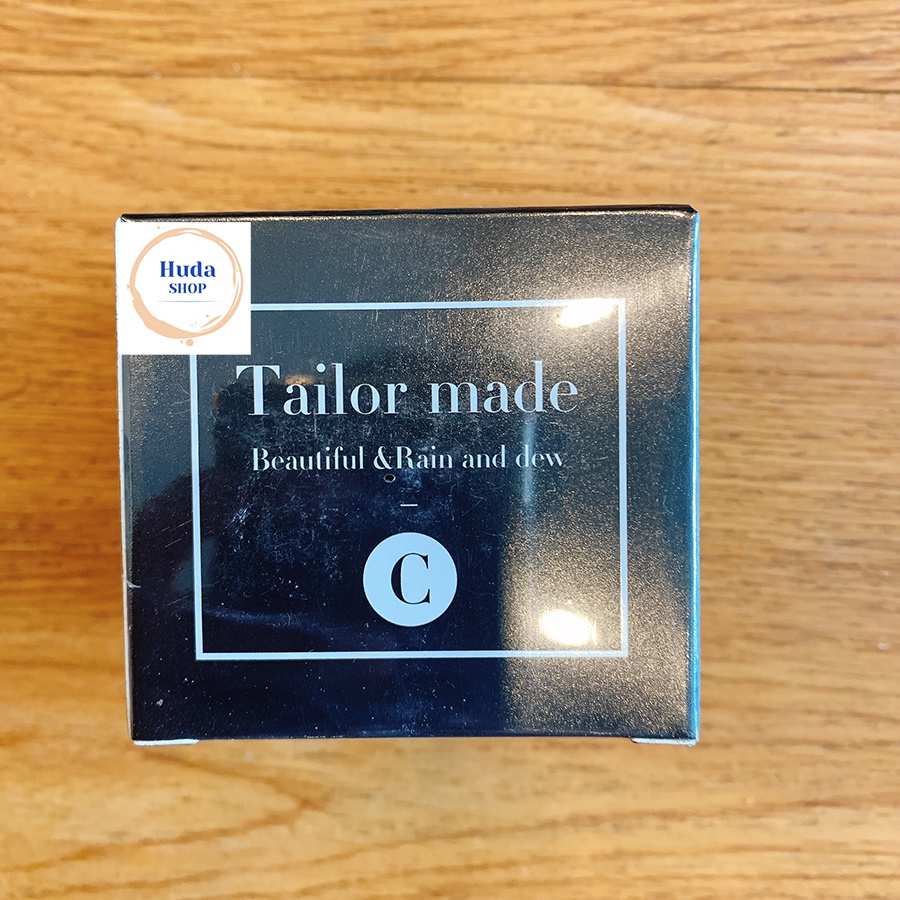 Huda
SHOP
Tailor made
Beautiful &Rain and dew
C